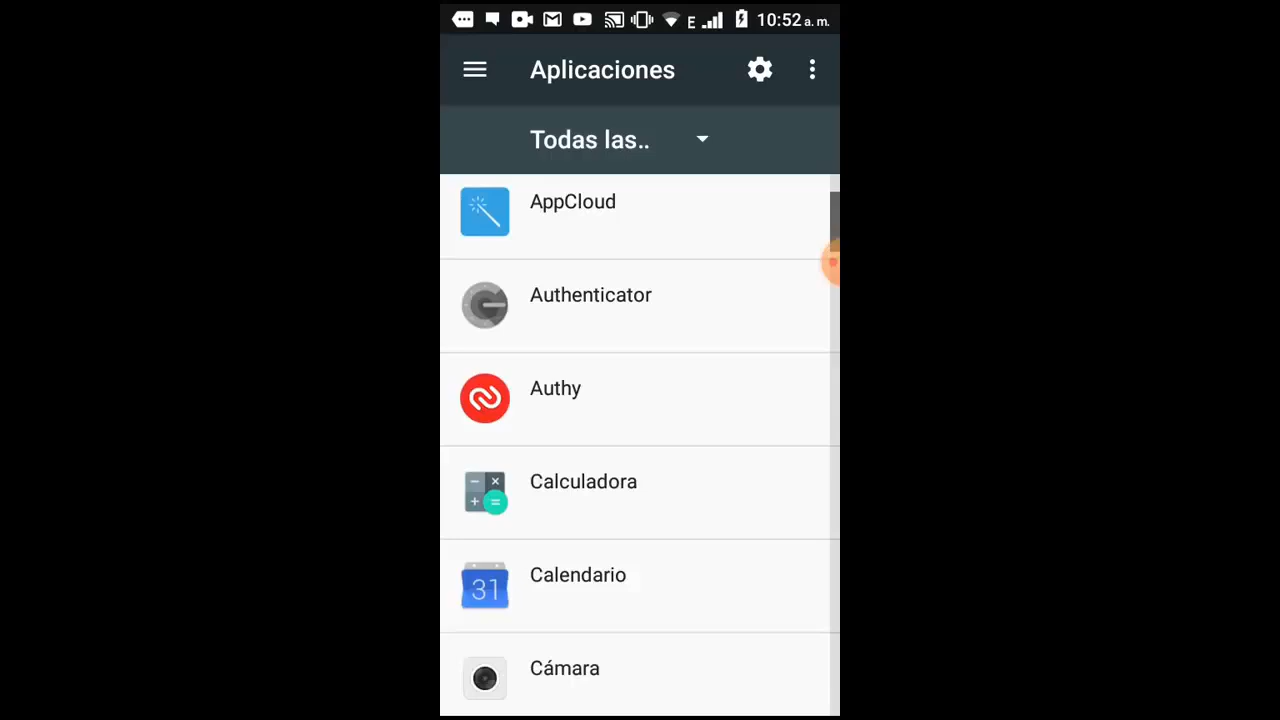 E 10:52 a. m.
Aplicaciones
Todas las..
AppCloud
Authenticator
Authy
Calculadora
31
Calendario
Cámara